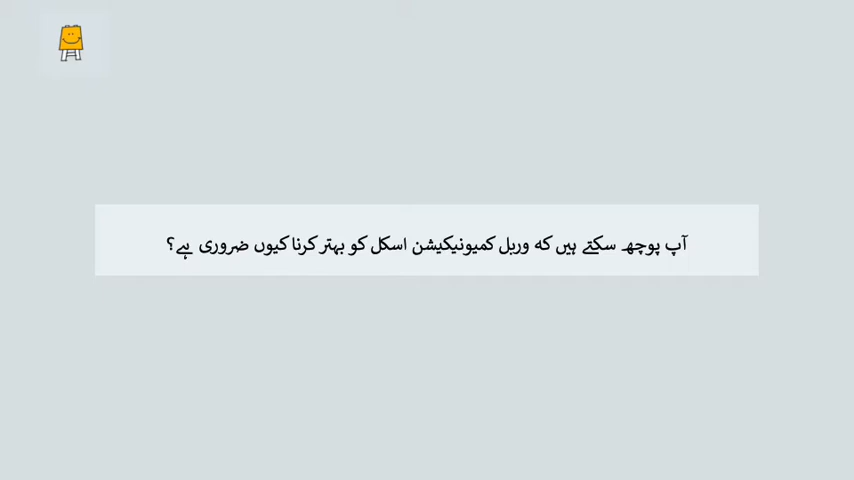 آپ پوچھ سکتے ہیں کہ وربل کمیونیکیشن اسکل کو بہتر کرنا کیوں ضروری ہے؟